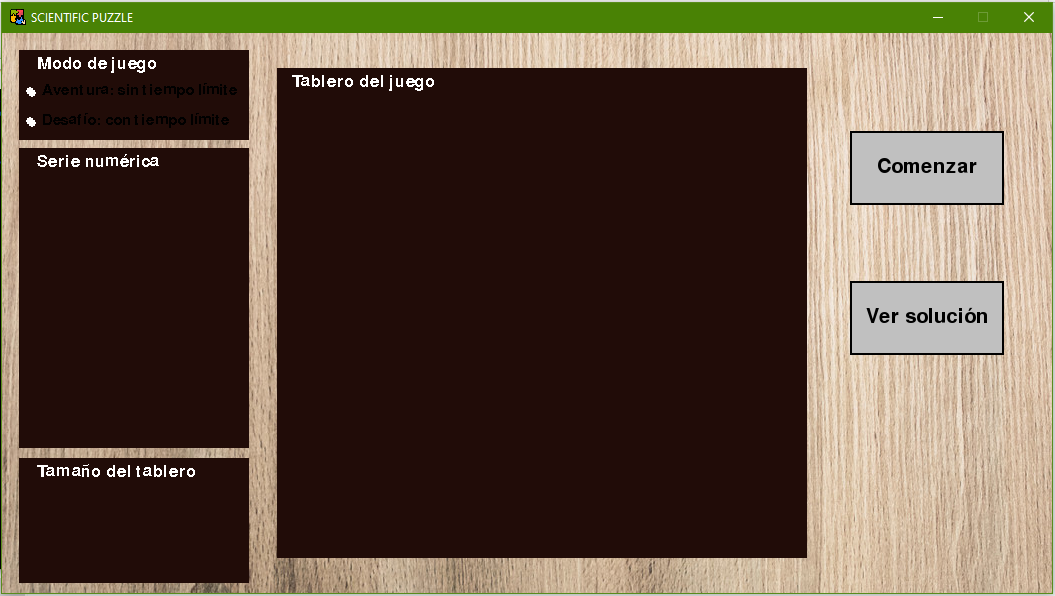 SCIENTIFIC PUZZLE
Modo de juego
Aventura: sin tiempo límite
Desafío: con tiempo límite
Serie numérica
Tamaño del tablero
Tablero del juego
Comenzar
Ver solución